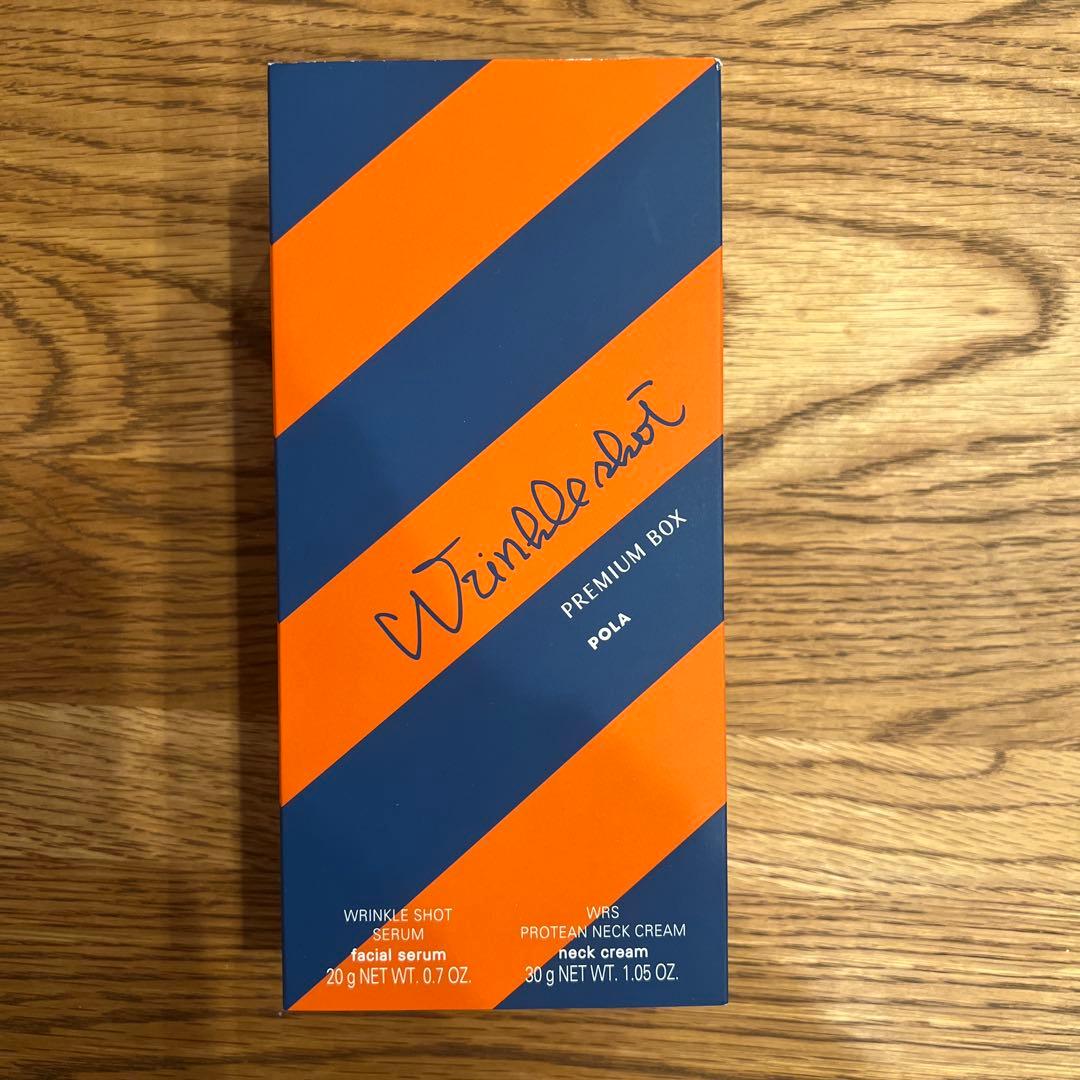 Wrinkle shot
PREMIUM BOX
POLA
WRINKLE SHOT
SERUM
facial serum
20 g NET WT. 0.7 OZ.
WRS
PROTEAN NECK CREAM
neck cream
30 g NET WT. 1.05 OZ.